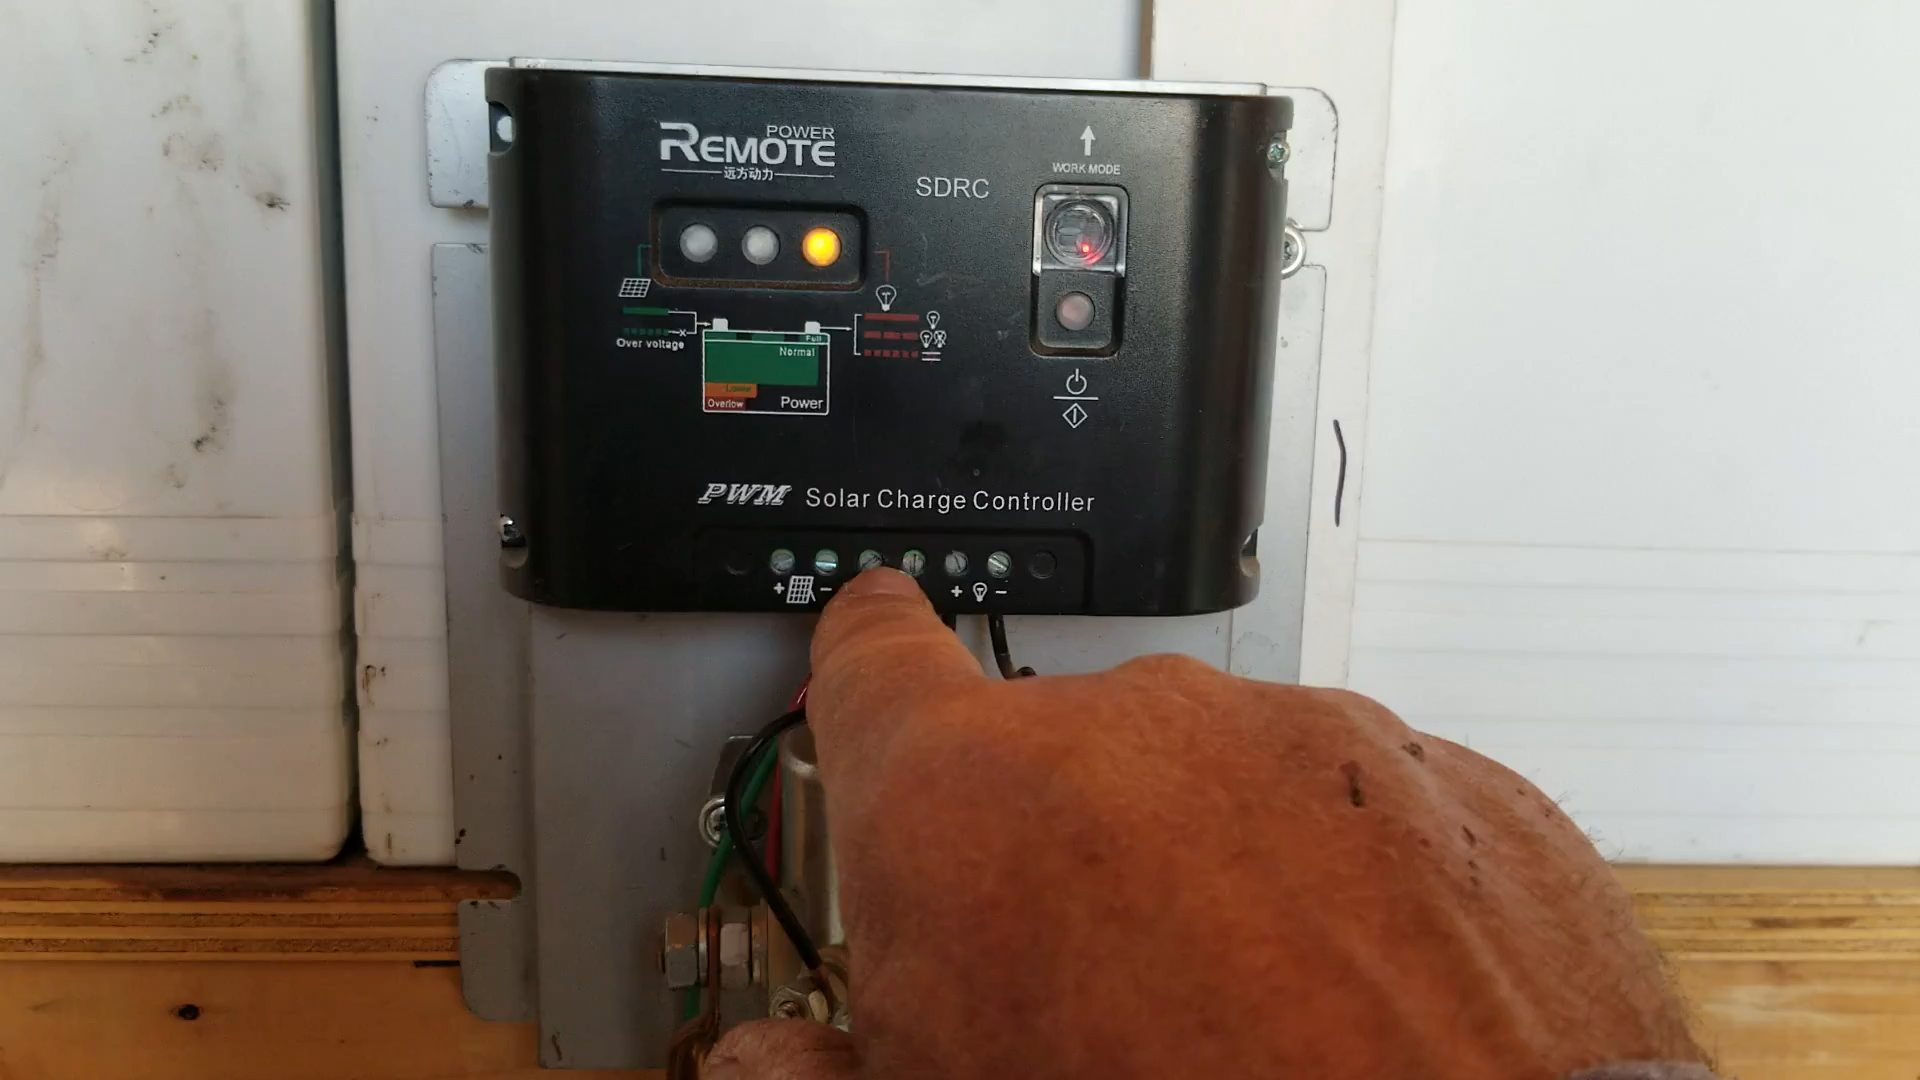 POWER
REMOTE
远方动力
SDRC
WORK MODE
Over voltage
Full
Normal
Lower
Overlow
Power
PWM Solar Charge Controller
+ -
+ -